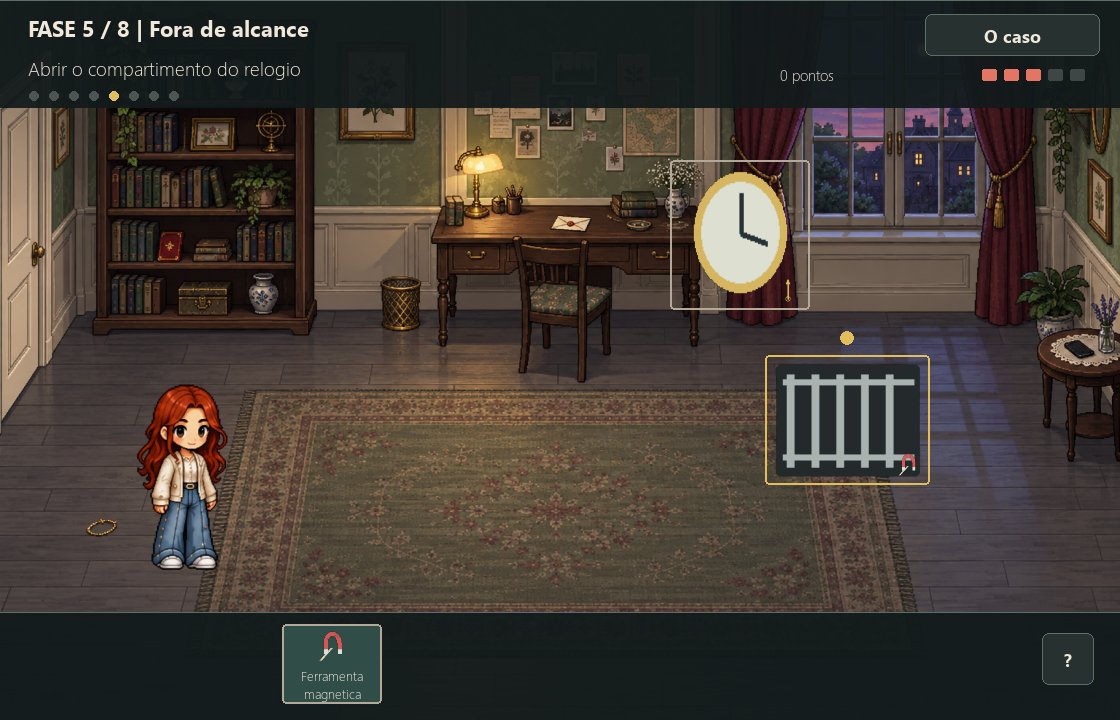 FASE 5 / 8 | Fora de alcance
O caso
Abrir o compartimento do relogio
0 pontos
Ferramenta
magnetica
?